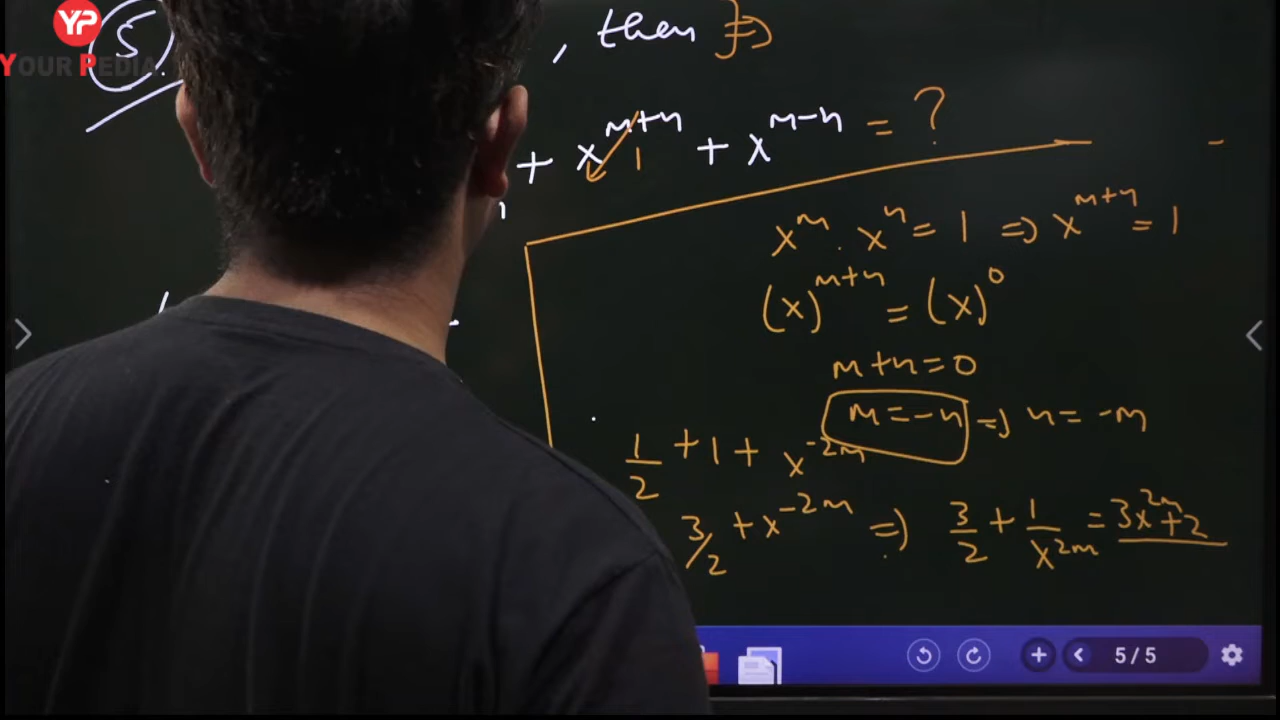 YP
YOUR PEDIA
5
, then ⇒
+ x^{m+n} 1 + x^{m-n} = ?
x^m . x^n = 1 ⇒ x^{m+n} = 1
(x)^{m+n} = (x)^0
m+n=0
m=-n ⇒ n=-m
1/2 + 1 + x^{-2m}
3/2 + x^{-2m} ⇒ 3/2 + 1/x^{2m} = 3x^{2m}+2
5 / 5